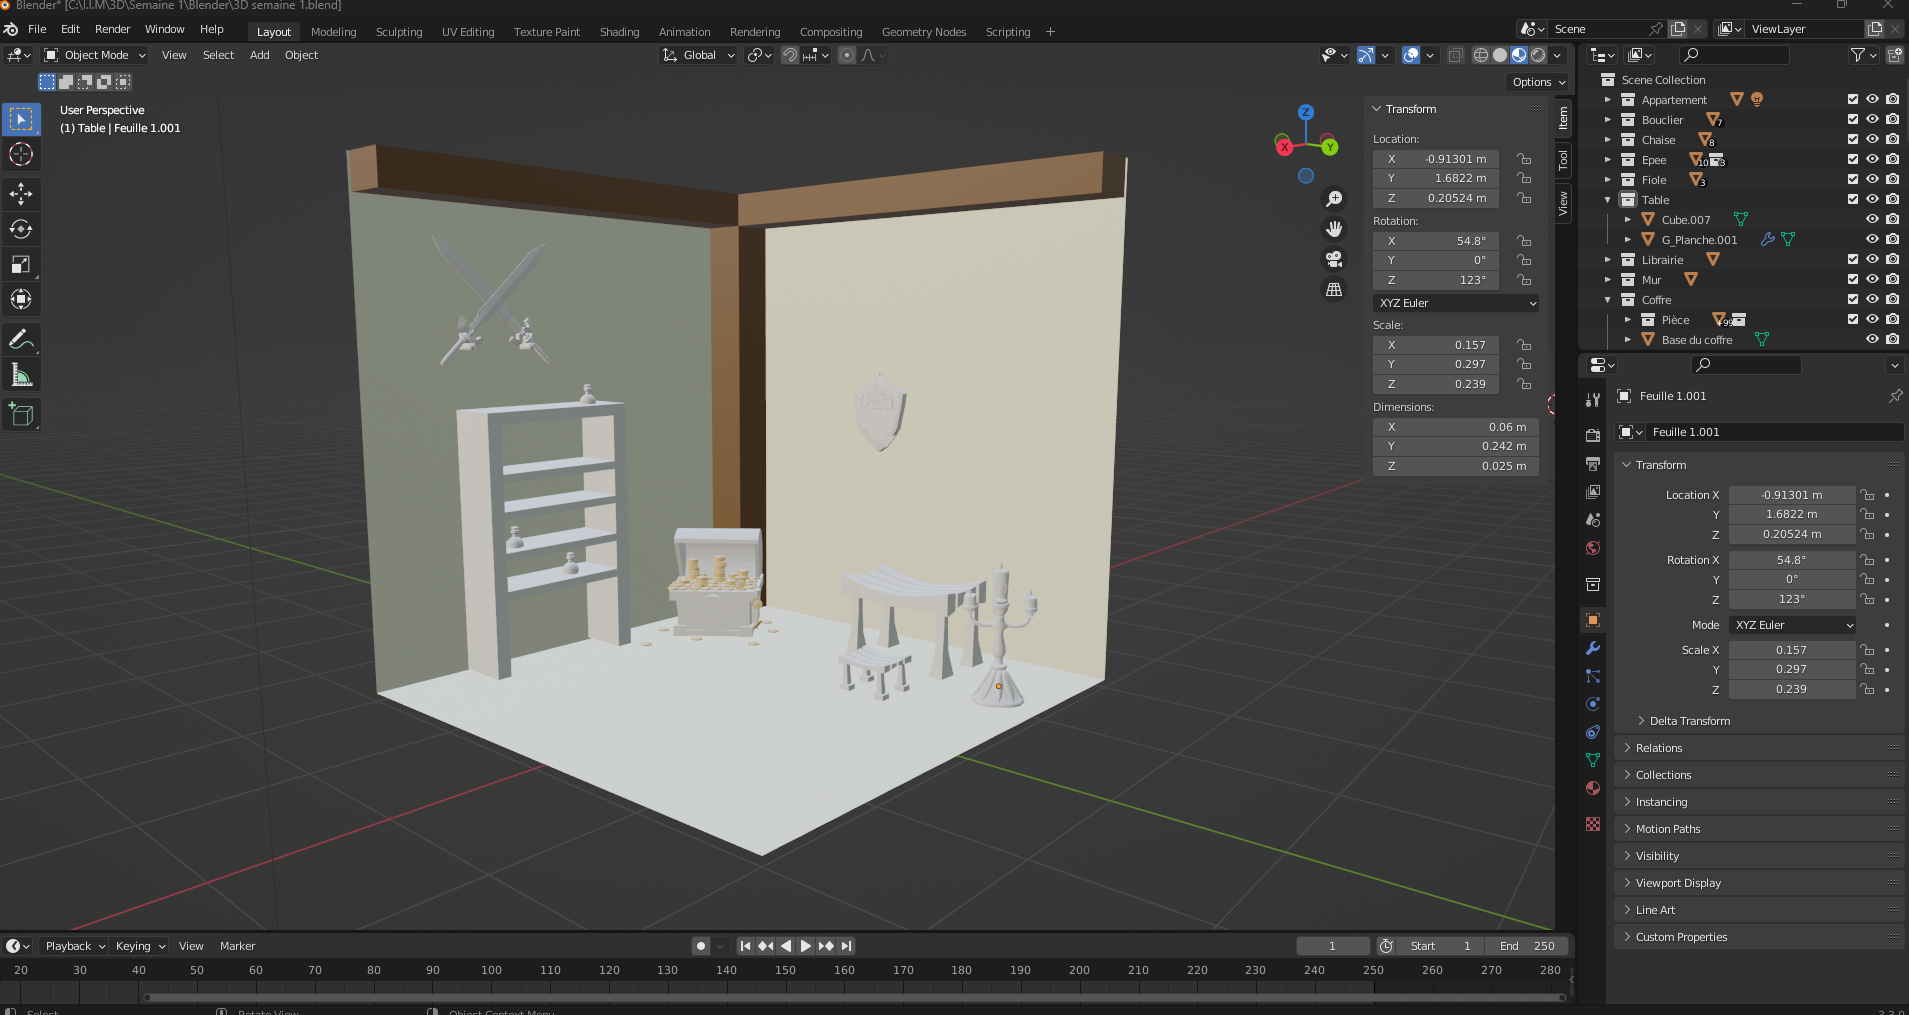 Blender* [C:\I.I.M\3D\Semaine 1\Blender\3D semaine 1.blend]
File Edit Render Window Help Layout Modeling Sculpting UV Editing Texture Paint Shading Animation Rendering Compositing Geometry Nodes Scripting + Scene ViewLayer
Object Mode View Select Add Object Global
Options
User Perspective
(1) Table | Feuille 1.001
Z
X
Y
Item
Tool
View
Transform
Location:
X -0.91301 m
Y 1.6822 m
Z 0.20524 m
Rotation:
X 54.8°
Y 0°
Z 123°
XYZ Euler
Scale:
X 0.157
Y 0.297
Z 0.239
Dimensions:
X 0.06 m
Y 0.242 m
Z 0.025 m
Scene Collection
Appartement
Bouclier 7
Chaise 8
Epee 10 3
Fiole 3
Table
Cube.007
G_Planche.001
Librairie
Mur
Coffre
Pièce +99
Base du coffre
Feuille 1.001
Feuille 1.001
Transform
Location X -0.91301 m
Y 1.6822 m
Z 0.20524 m
Rotation X 54.8°
Y 0°
Z 123°
Mode XYZ Euler
Scale X 0.157
Y 0.297
Z 0.239
Delta Transform
Relations
Collections
Instancing
Motion Paths
Visibility
Viewport Display
Line Art
Custom Properties
Playback Keying View Marker 1 Start 1 End 250
20 30 40 50 60 70 80 90 100 110 120 130 140 150 160 170 180 190 200 210 220 230 240 250 260 270 280
Select Rotate View Object Context Menu 3.3.0